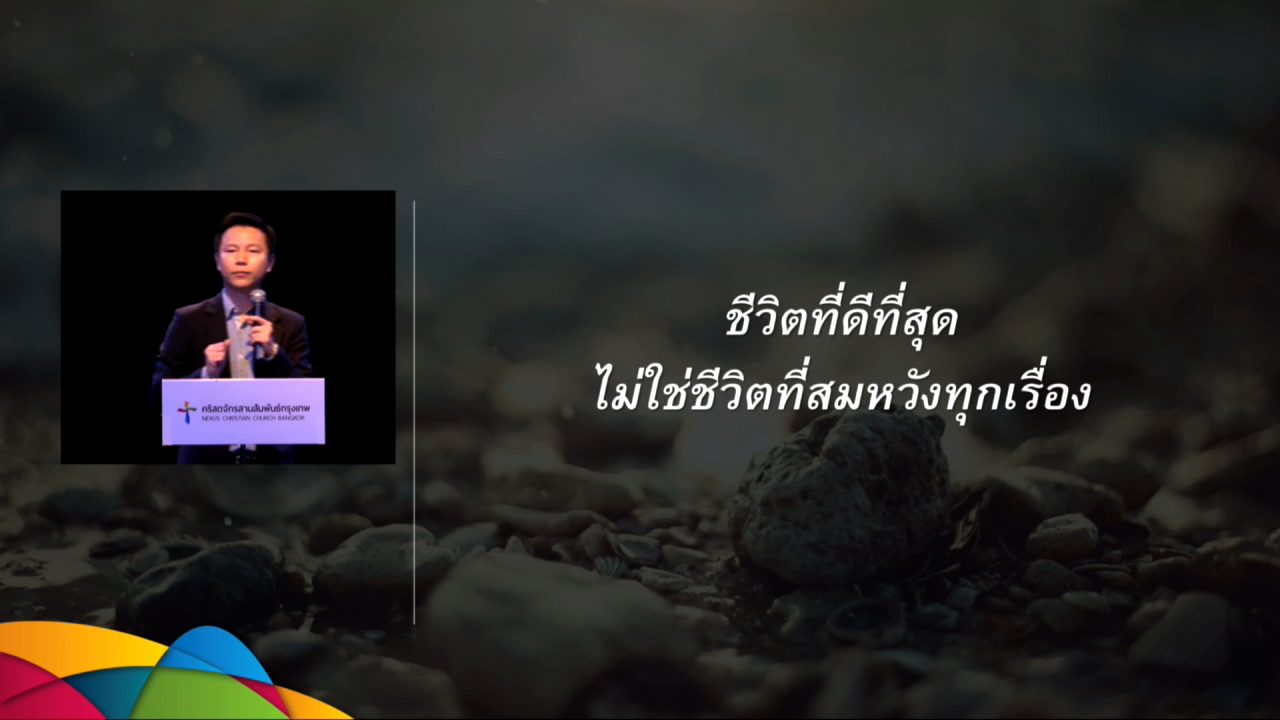 คริสตจักรสานสัมพันธ์กรุงเทพ
NEXUS CHRISTIAN CHURCH BANGKOK
ชีวิตที่ดีที่สุด
ไม่ใช่ชีวิตที่สมหวังทุกเรื่อง